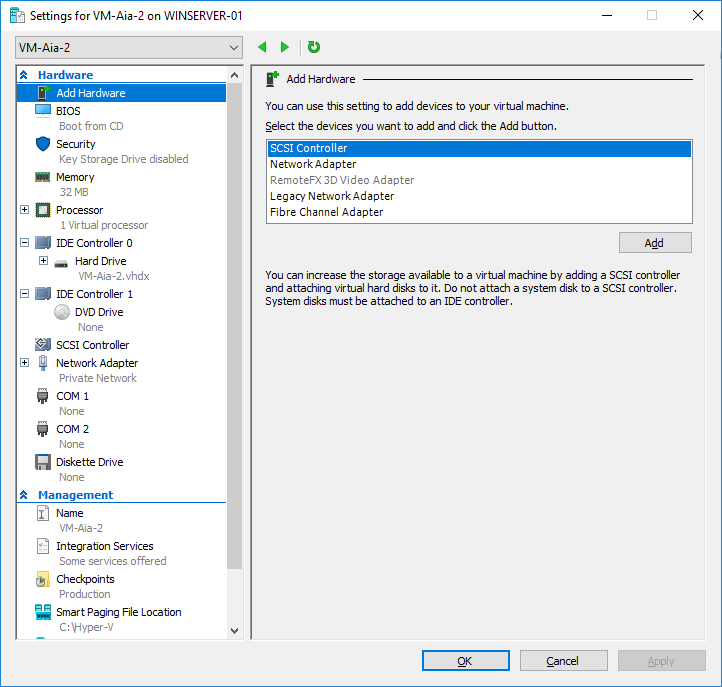 Settings for VM-Aia-2 on WINSERVER-01
VM-Aia-2
Hardware
Add Hardware
BIOS
Boot from CD
Security
Key Storage Drive disabled
Memory
32 MB
Processor
1 Virtual processor
IDE Controller 0
Hard Drive
VM-Aia-2.vhdx
IDE Controller 1
DVD Drive
None
SCSI Controller
Network Adapter
Private Network
COM 1
None
COM 2
None
Diskette Drive
None
Management
Name
VM-Aia-2
Integration Services
Some services offered
Checkpoints
Production
Smart Paging File Location
C:\Hyper-V
Add Hardware
You can use this setting to add devices to your virtual machine.
Select the devices you want to add and click the Add button.
SCSI Controller
Network Adapter
RemoteFX 3D Video Adapter
Legacy Network Adapter
Fibre Channel Adapter
Add
You can increase the storage available to a virtual machine by adding a SCSI controller
and attaching virtual hard disks to it. Do not attach a system disk to a SCSI controller.
System disks must be attached to an IDE controller.
OK
Cancel
Apply